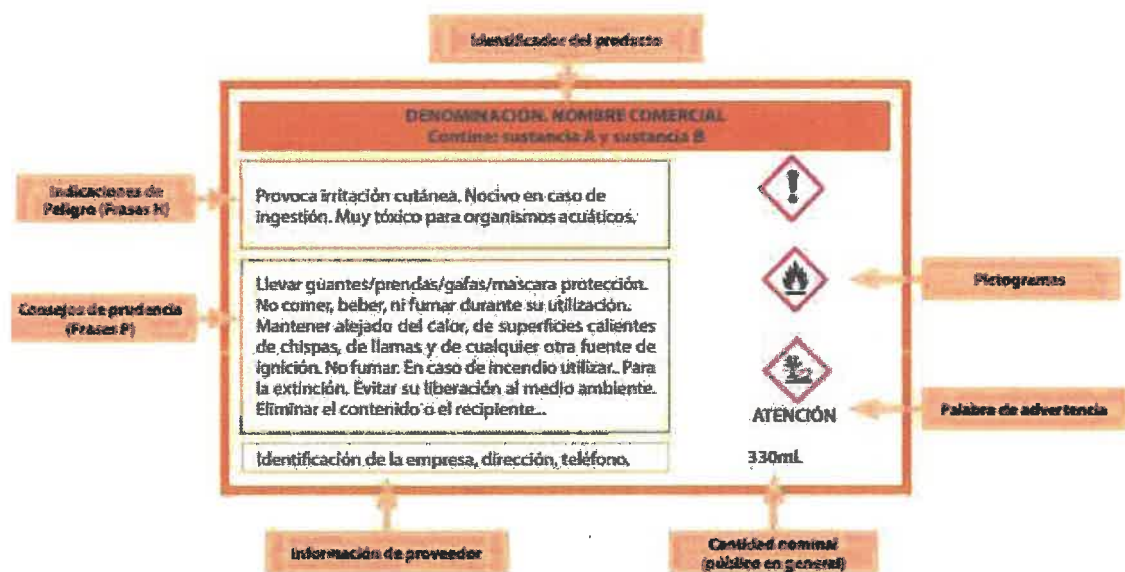 Identificador del producto
DENOMINACIÓN. NOMBRE COMERCIAL
Contine: sustancia A y sustancia B
Indicaciones de
Peligro (Frases H)
Provoca irritación cutánea. Nocivo en caso de
ingestión. Muy tóxico para organismos acuáticos.
Consejos de prudencia
(Frases P)
Llevar guantes/prendas/gafas/máscara protección.
No comer, beber, ni fumar durante su utilización.
Mantener alejado del calor, de superficies calientes
de chispas, de llamas y de cualquier otra fuente de
ignición. No fumar. En caso de incendio utilizar.. Para
la extinción. Evitar su liberación al medio ambiente.
Eliminar el contenido o el recipiente...
Pictogramas
ATENCIÓN
Palabra de advertencia
Identificación de la empresa, dirección, teléfono.
330mL
Información de proveedor
Cantidad nominal
(público en general)